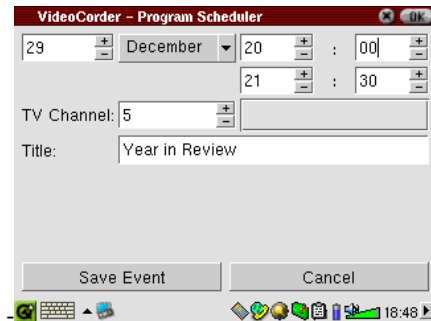 VideoCorder – Program Scheduler OK
29 December 20 : 00
21 : 30
TV Channel: 5
Title: Year in Review
Save Event Cancel
18:48